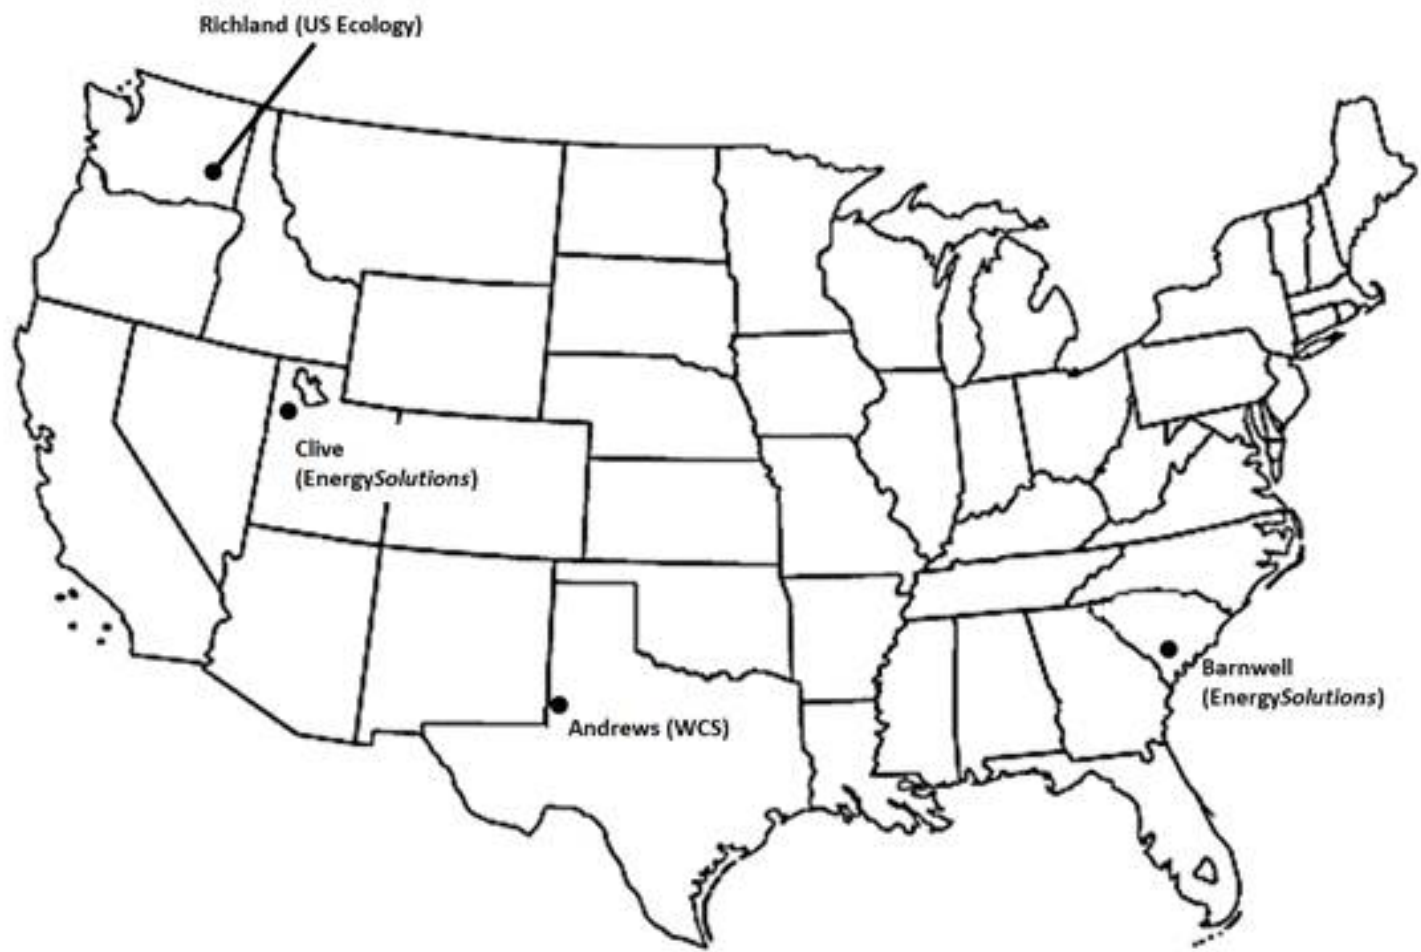 Richland (US Ecology)
Clive
(EnergySolutions)
Barnwell
(EnergySolutions)
Andrews (WCS)